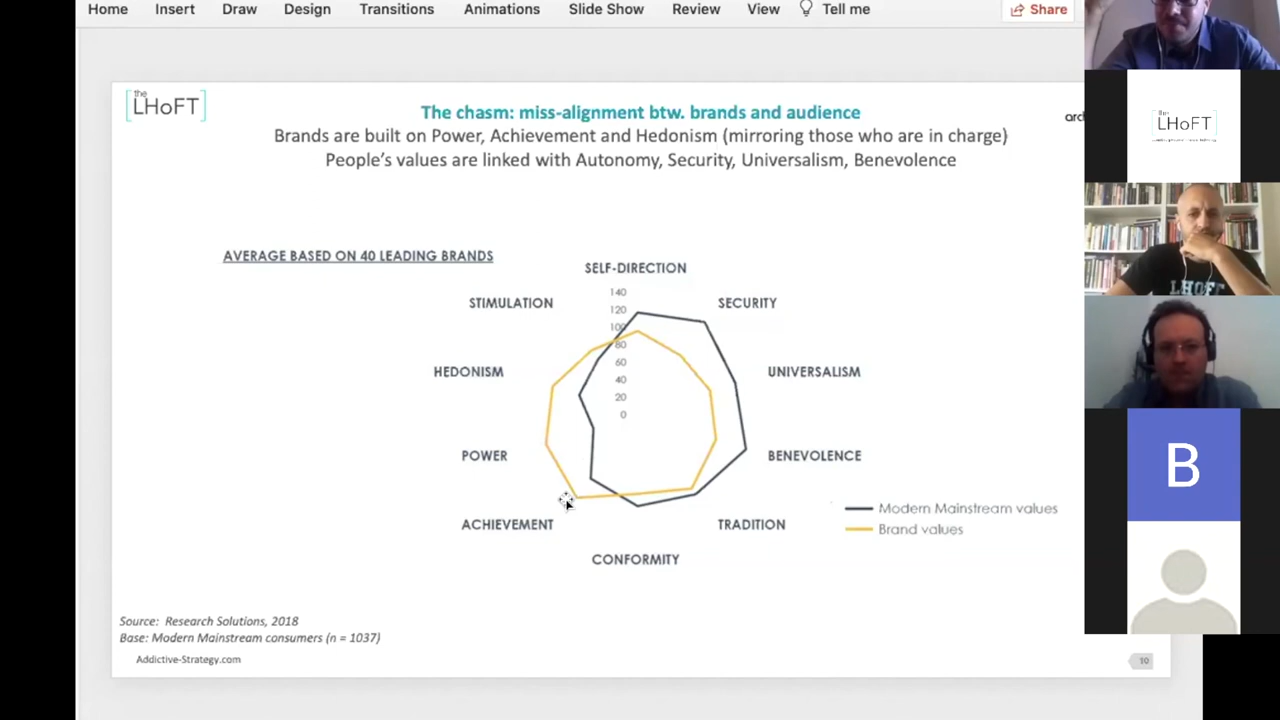 Home Insert Draw Design Transitions Animations Slide Show Review View Tell me Share
the
LHoFT
The chasm: miss-alignment btw. brands and audience
Brands are built on Power, Achievement and Hedonism (mirroring those who are in charge)
People's values are linked with Autonomy, Security, Universalism, Benevolence
AVERAGE BASED ON 40 LEADING BRANDS
SELF-DIRECTION
140
STIMULATION
SECURITY
120
100
80
HEDONISM
60
UNIVERSALISM
40
20
0
POWER
BENEVOLENCE
Modern Mainstream values
ACHIEVEMENT
TRADITION
Brand values
CONFORMITY
Source: Research Solutions, 2018
Base: Modern Mainstream consumers (n = 1037)
Addictive-Strategy.com
10
LHoFT
LHOFT
B